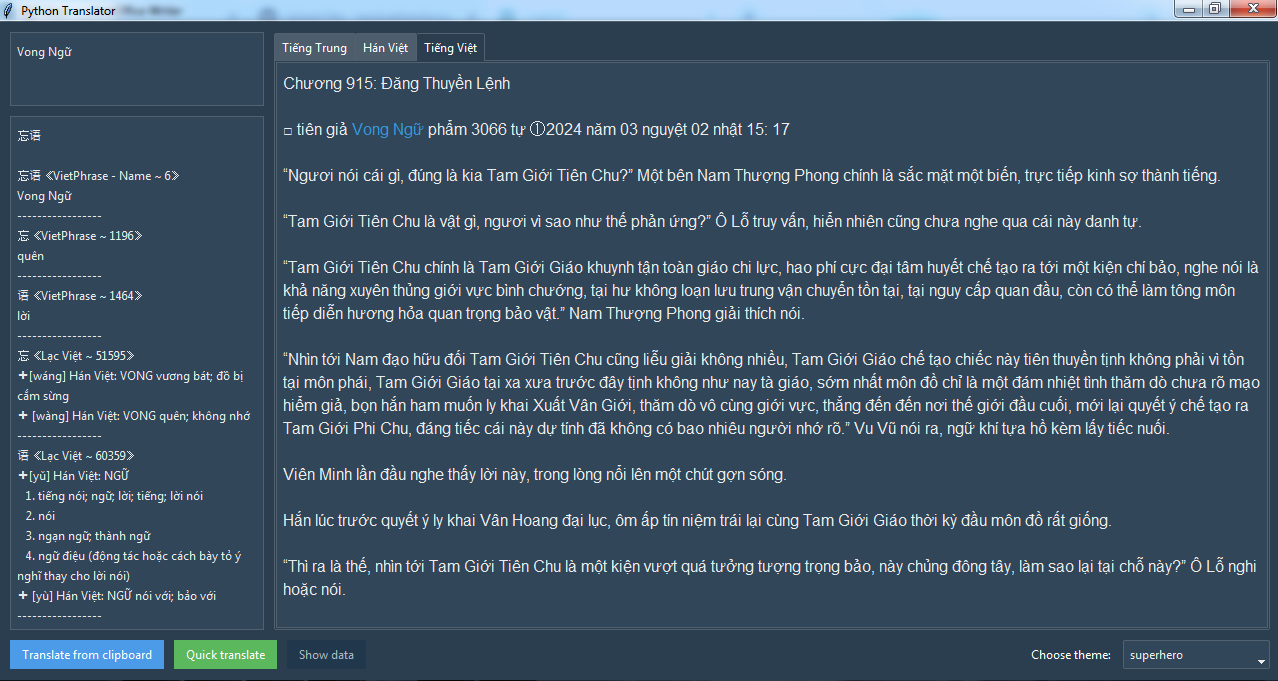 Python Translator
Vong Ngữ
忘语
忘语 《VietPhrase - Name ~ 6》
Vong Ngữ
-----------------
忘 《VietPhrase ~ 1196》
quên
-----------------
语 《VietPhrase ~ 1464》
lời
-----------------
忘 《Lạc Việt ~ 51595》
+[wáng] Hán Việt: VONG vương bát; đồ bị
cắm sừng
+ [wàng] Hán Việt: VONG quên; không nhớ
-----------------
语 《Lạc Việt ~ 60359》
+[yǔ] Hán Việt: NGỮ
1. tiếng nói; ngữ; lời; tiếng; lời nói
2. nói
3. ngạn ngữ; thành ngữ
4. ngữ điệu (động tác hoặc cách bày tỏ ý
nghĩ thay cho lời nói)
+ [yù] Hán Việt: NGỮ nói với; bảo với
-----------------
Tiếng Trung Hán Việt Tiếng Việt
Chương 915: Đăng Thuyền Lệnh
□ tiên giả Vong Ngữ phẩm 3066 tự ①2024 năm 03 nguyệt 02 nhật 15: 17
“Ngươi nói cái gì, đúng là kia Tam Giới Tiên Chu?” Một bên Nam Thượng Phong chính là sắc mặt một biến, trực tiếp kinh sợ thành tiếng.
“Tam Giới Tiên Chu là vật gì, ngươi vì sao như thế phản ứng?” Ô Lỗ truy vấn, hiển nhiên cũng chưa nghe qua cái này danh tự.
“Tam Giới Tiên Chu chính là Tam Giới Giáo khuynh tận toàn giáo chi lực, hao phí cực đại tâm huyết chế tạo ra tới một kiện chí bảo, nghe nói là
khả năng xuyên thủng giới vực bình chướng, tại hư không loạn lưu trung vận chuyển tồn tại, tại nguy cấp quan đầu, còn có thể làm tông môn
tiếp diễn hương hỏa quan trọng bảo vật.” Nam Thượng Phong giải thích nói.
“Nhìn tới Nam đạo hữu đối Tam Giới Tiên Chu cũng liễu giải không nhiều, Tam Giới Giáo chế tạo chiếc này tiên thuyền tịnh không phải vì tồn
tại môn phái, Tam Giới Giáo tại xa xưa trước đây tịnh không như nay tà giáo, sớm nhất môn đồ chỉ là một đám nhiệt tình thăm dò chưa rõ mạo
hiểm giả, bọn hắn ham muốn ly khai Xuất Vân Giới, thăm dò vô cùng giới vực, thẳng đến đến nơi thế giới đầu cuối, mới lại quyết ý chế tạo ra
Tam Giới Phi Chu, đáng tiếc cái này dự tính đã không có bao nhiêu người nhớ rõ.” Vu Vũ nói ra, ngữ khí tựa hồ kèm lấy tiếc nuối.
Viên Minh lần đầu nghe thấy lời này, trong lòng nỗi lên một chút gợn sóng.
Hắn lúc trước quyết ý ly khai Vân Hoang đại lục, ôm ấp tín niệm trái lại cùng Tam Giới Giáo thời kỳ đầu môn đồ rất giống.
“Thì ra là thế, nhìn tới Tam Giới Tiên Chu là một kiện vượt quá tưởng tượng trọng bảo, này chủng đông tây, làm sao lại tại chỗ này?” Ô Lỗ nghi
hoặc nói.
Translate from clipboard Quick translate Show data Choose theme: superhero